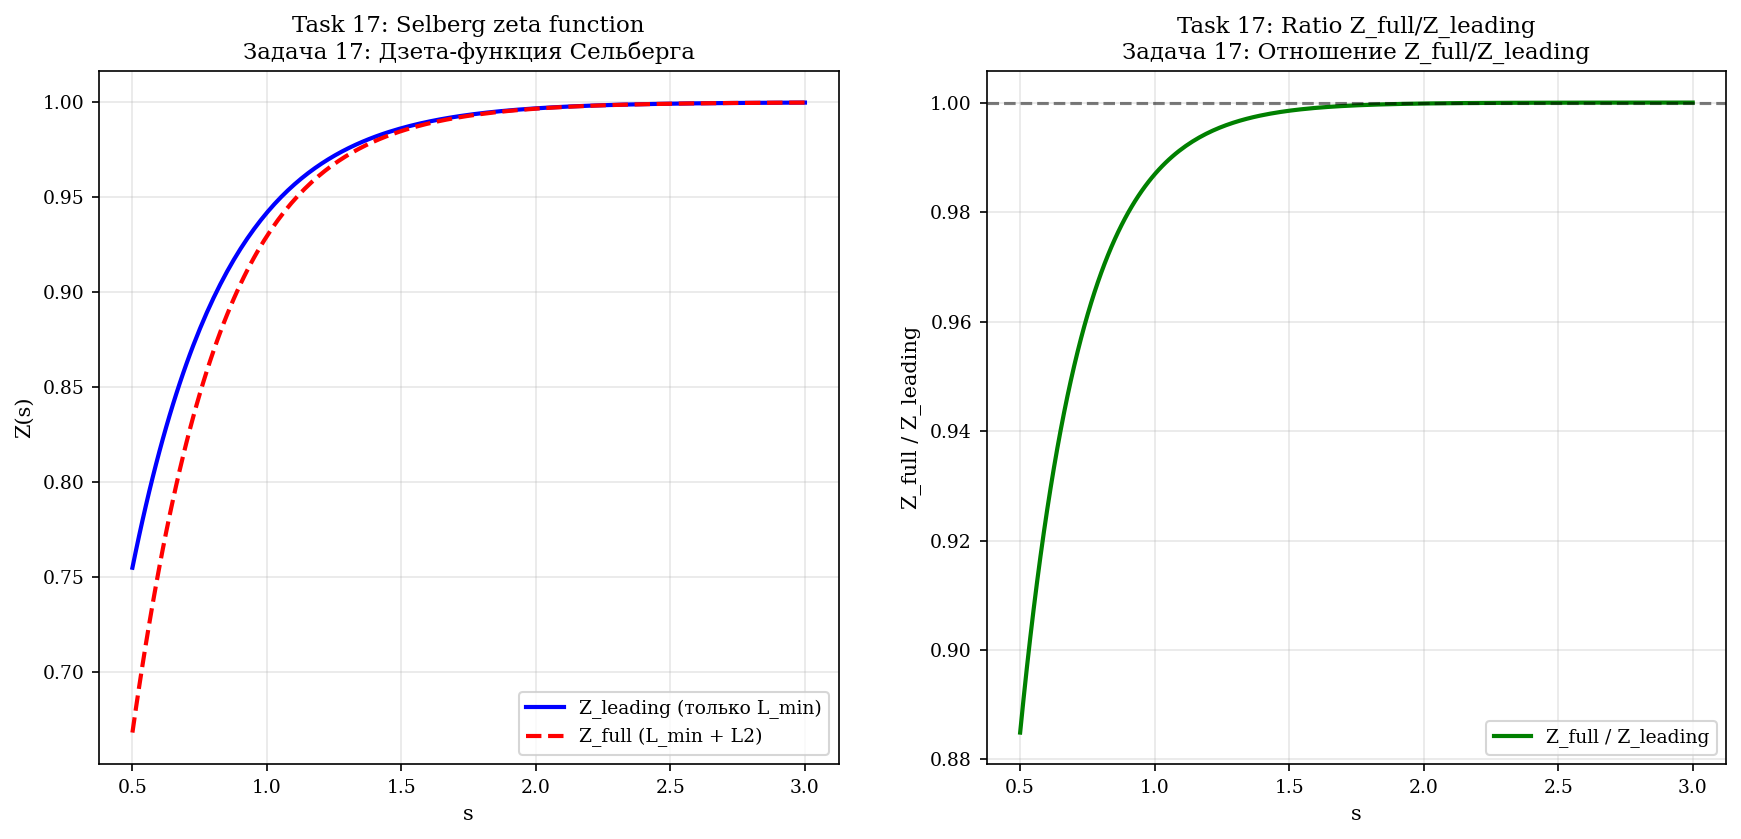 Task 17: Selberg zeta function
Задача 17: Дзета-функция Сельберга
1.00
0.95
0.90
0.85
0.80
0.75
0.70
Z(s)
0.5
1.0
1.5
2.0
2.5
3.0
s
Z_leading (только L_min)
Z_full (L_min + L2)
Task 17: Ratio Z_full/Z_leading
Задача 17: Отношение Z_full/Z_leading
1.00
0.98
0.96
0.94
0.92
0.90
0.88
Z_full / Z_leading
0.5
1.0
1.5
2.0
2.5
3.0
s
Z_full / Z_leading